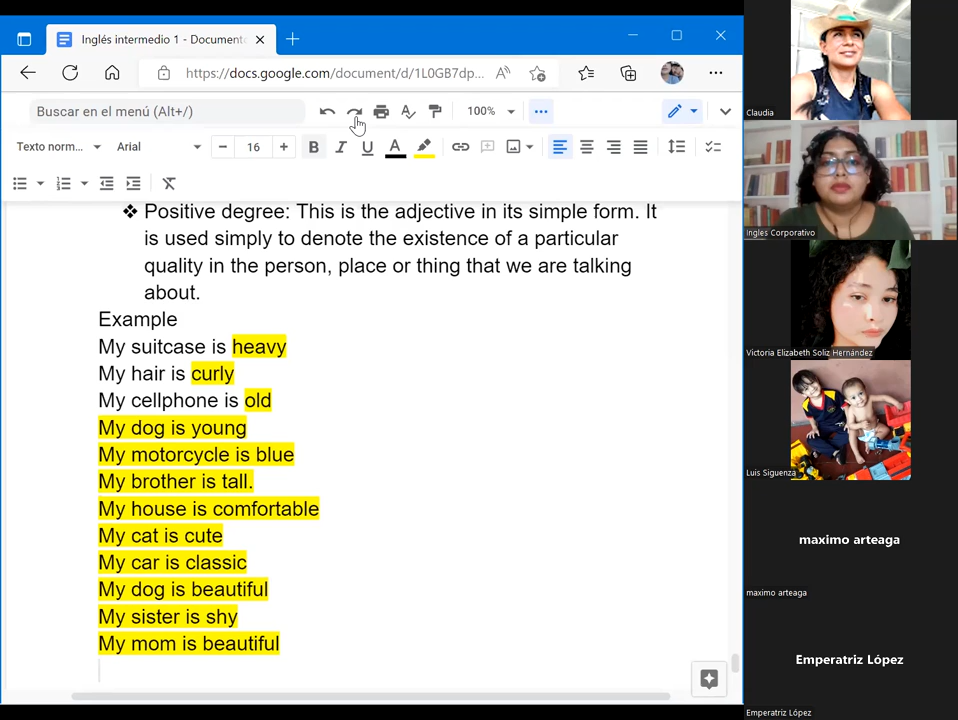 Inglés intermedio 1 - Documento
https://docs.google.com/document/d/1L0GB7dp...
Buscar en el menú (Alt+/)
100%
Texto norm...
Arial
16
Positive degree: This is the adjective in its simple form. It
is used simply to denote the existence of a particular
quality in the person, place or thing that we are talking
about.
Example
My suitcase is heavy
My hair is curly
My cellphone is old
My dog is young
My motorcycle is blue
My brother is tall.
My house is comfortable
My cat is cute
My car is classic
My dog is beautiful
My sister is shy
My mom is beautiful
Claudia
Ingles Corporativo
Victoria Elizabeth Soliz Hernández
Luis Siguenza
maximo arteaga
maximo arteaga
Emperatriz López
Emperatriz López